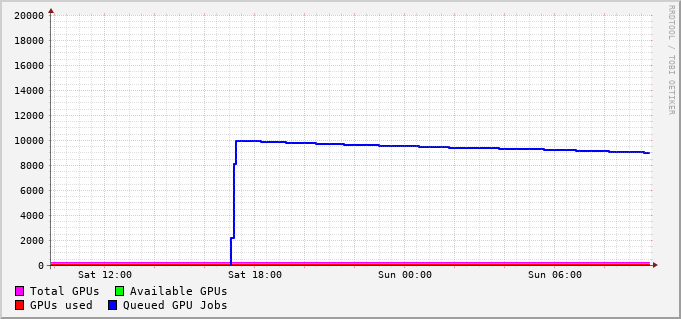 20000
18000
16000
14000
12000
10000
8000
6000
4000
2000
0
Sat 12:00 Sat 18:00 Sun 00:00 Sun 06:00
Total GPUs Available GPUs
GPUs used Queued GPU Jobs
RRDTOOL / TOBI OETIKER